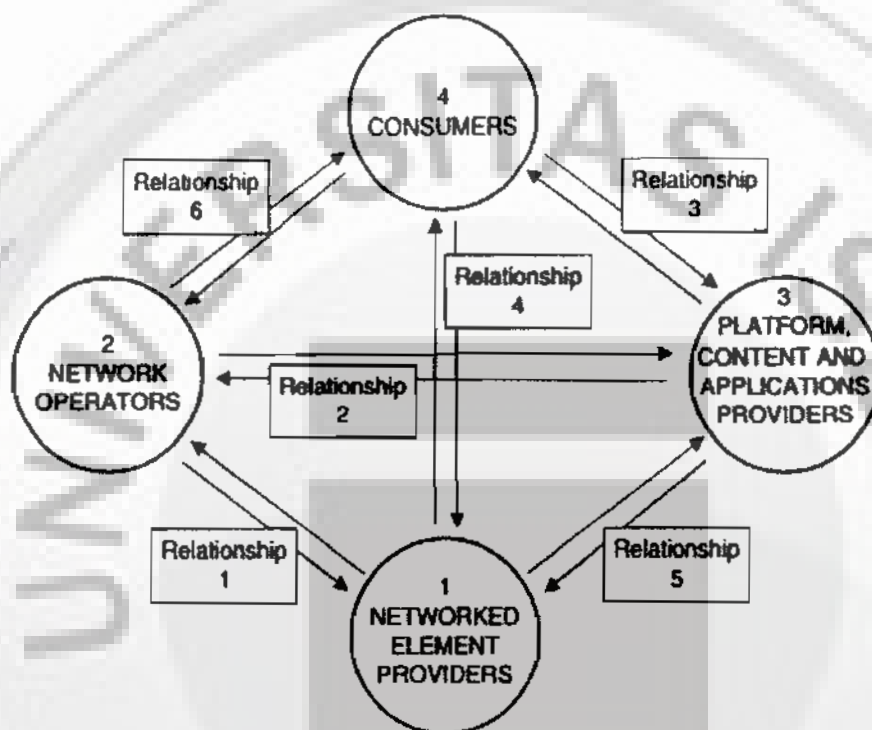 4
CONSUMERS
Relationship
6
Relationship
3
Relationship
4
2
NETWORK
OPERATORS
3
PLATFORM,
CONTENT AND
APPLICATIONS
PROVIDERS
Relationship
2
Relationship
1
Relationship
5
1
NETWORKED
ELEMENT
PROVIDERS
UNIVERSITAS